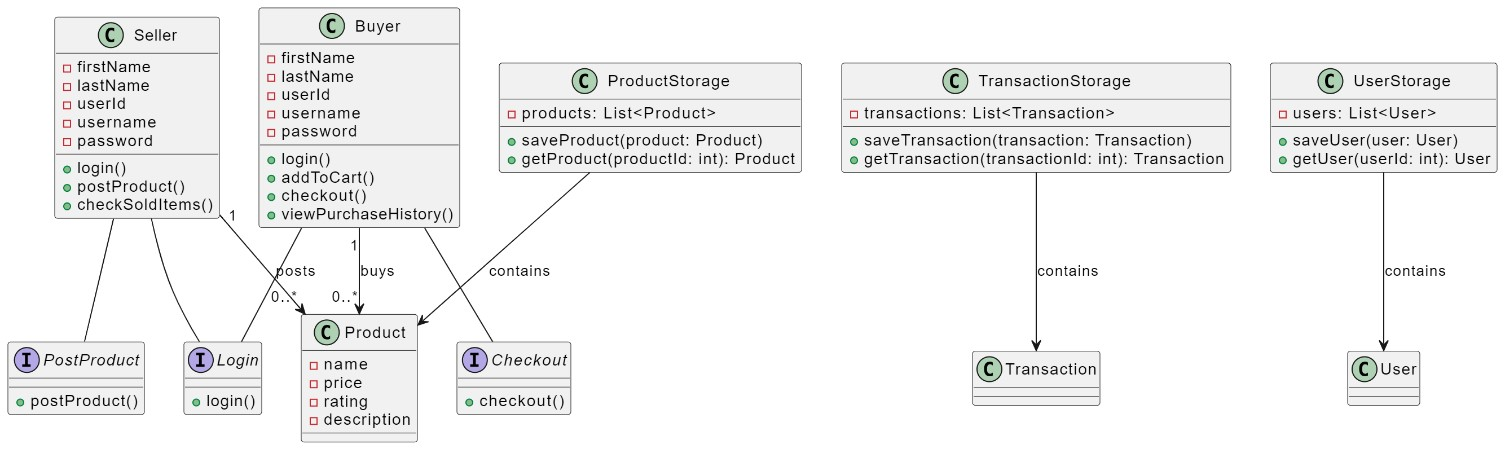 C Seller
firstName
lastName
userId
username
password
login()
postProduct()
checkSoldItems()
C Buyer
firstName
lastName
userId
username
password
login()
addToCart()
checkout()
viewPurchaseHistory()
C ProductStorage
products: List<Product>
saveProduct(product: Product)
getProduct(productId: int): Product
C TransactionStorage
transactions: List<Transaction>
saveTransaction(transaction: Transaction)
getTransaction(transactionId: int): Transaction
C UserStorage
users: List<User>
saveUser(user: User)
getUser(userId: int): User
1
posts
0..*
1
buys
0..*
contains
contains
contains
I PostProduct
postProduct()
I Login
login()
C Product
name
price
rating
description
I Checkout
checkout()
C Transaction
C User